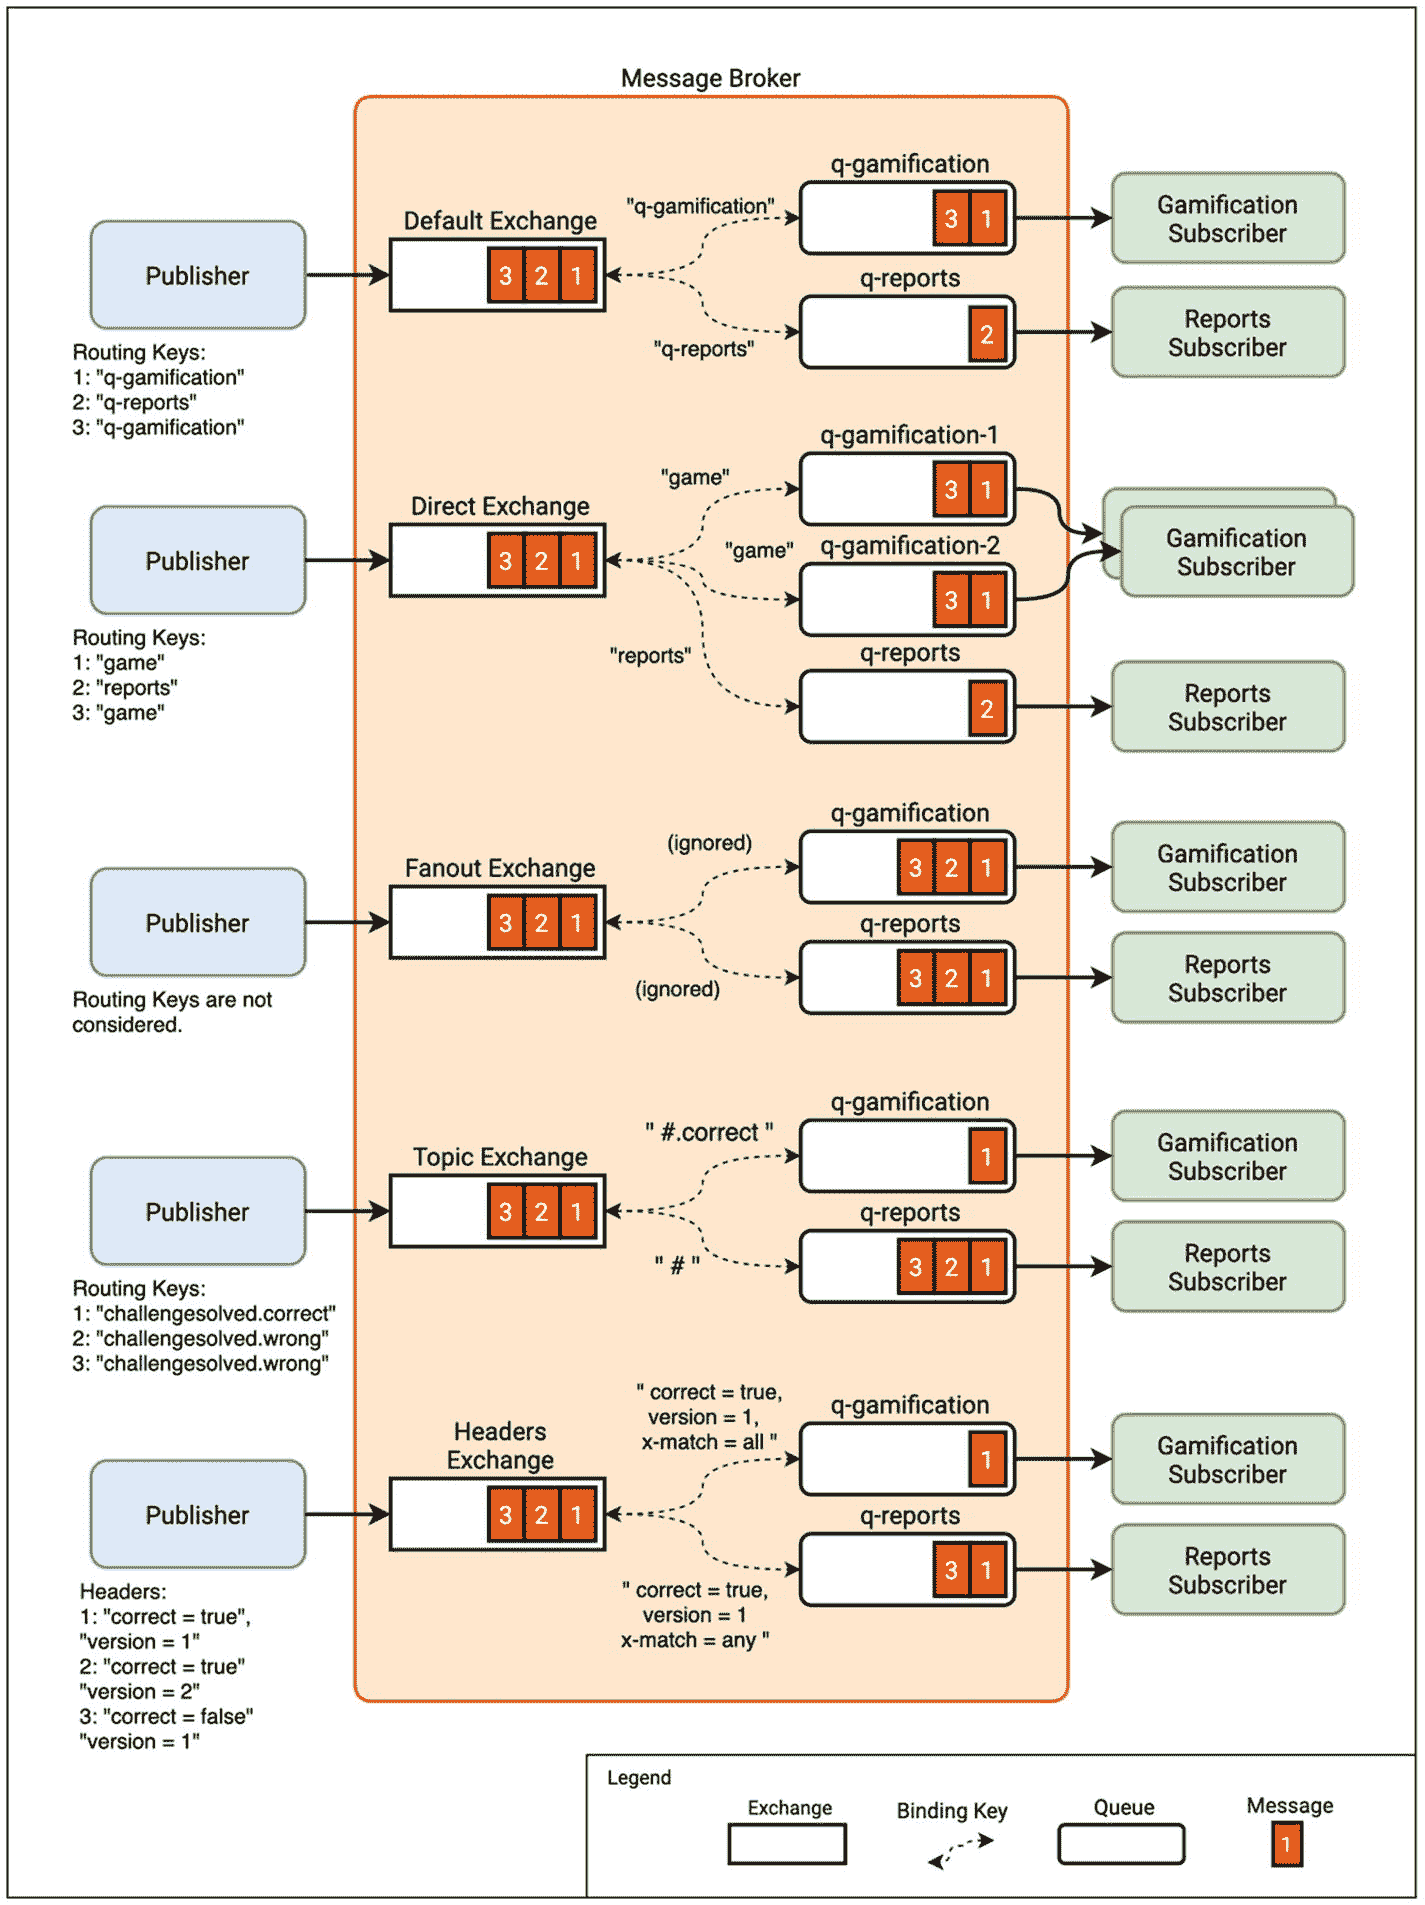 Message Broker
Publisher
Routing Keys:
1: "q-gamification"
2: "q-reports"
3: "q-gamification"
Default Exchange
3 2 1
"q-gamification"
"q-reports"
q-gamification
3 1
q-reports
2
Gamification
Subscriber
Reports
Subscriber
Publisher
Routing Keys:
1: "game"
2: "reports"
3: "game"
Direct Exchange
3 2 1
"game"
"game"
"reports"
q-gamification-1
3 1
q-gamification-2
3 1
q-reports
2
Gamification
Subscriber
Reports
Subscriber
Publisher
Routing Keys are not
considered.
Fanout Exchange
3 2 1
(ignored)
(ignored)
q-gamification
3 2 1
q-reports
3 2 1
Gamification
Subscriber
Reports
Subscriber
Publisher
Routing Keys:
1: "challengesolved.correct"
2: "challengesolved.wrong"
3: "challengesolved.wrong"
Topic Exchange
3 2 1
" #.correct "
" # "
q-gamification
1
q-reports
3 2 1
Gamification
Subscriber
Reports
Subscriber
Publisher
Headers:
1: "correct = true",
"version = 1"
2: "correct = true"
"version = 2"
3: "correct = false"
"version = 1"
Headers
Exchange
3 2 1
" correct = true,
version = 1,
x-match = all "
" correct = true,
version = 1
x-match = any "
q-gamification
1
q-reports
3 1
Gamification
Subscriber
Reports
Subscriber
Legend
Exchange
Binding Key
Queue
Message
1